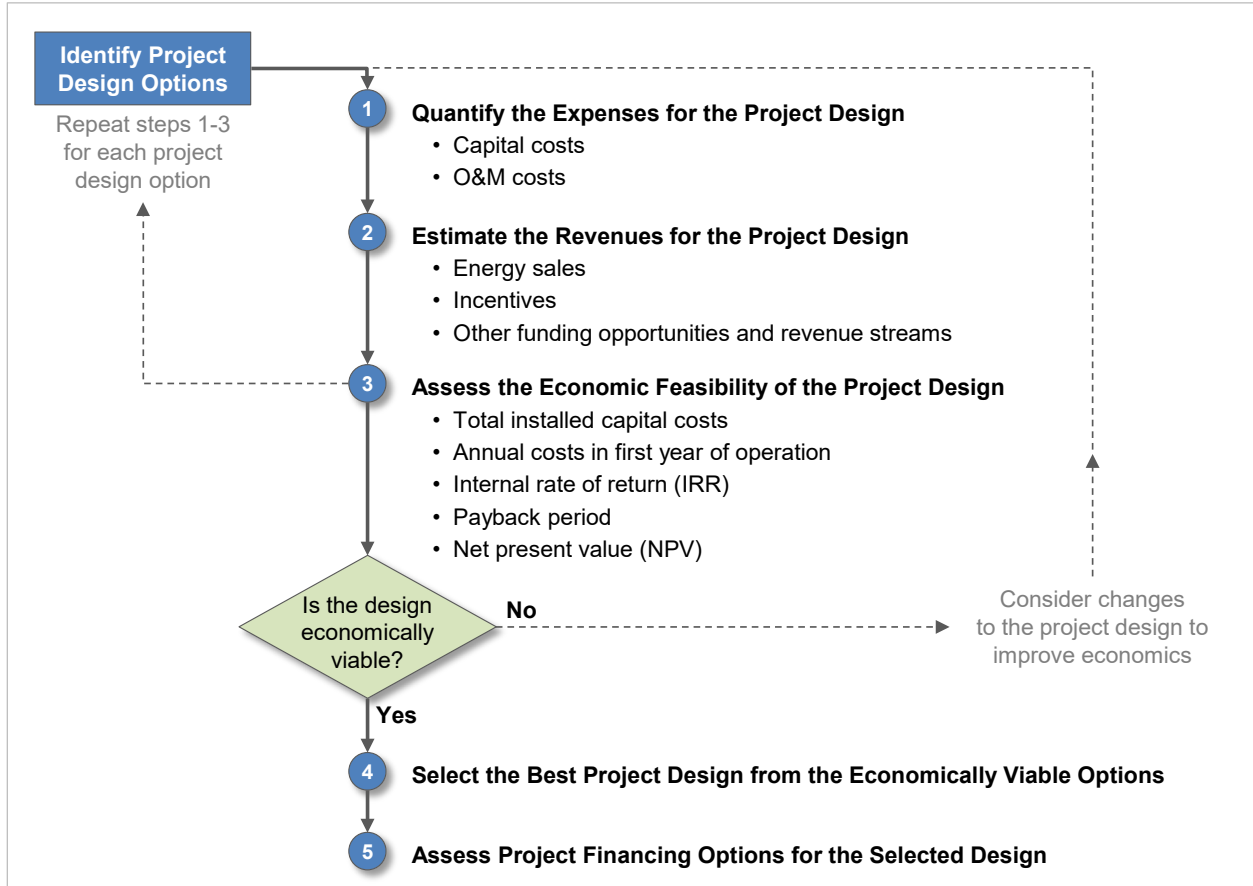 Identify Project
Design Options
Repeat steps 1-3
for each project
design option
1
Quantify the Expenses for the Project Design
• Capital costs
• O&M costs
2
Estimate the Revenues for the Project Design
• Energy sales
• Incentives
• Other funding opportunities and revenue streams
3
Assess the Economic Feasibility of the Project Design
• Total installed capital costs
• Annual costs in first year of operation
• Internal rate of return (IRR)
• Payback period
• Net present value (NPV)
Is the design
economically
viable?
No
Consider changes
to the project design to
improve economics
Yes
4
Select the Best Project Design from the Economically Viable Options
5
Assess Project Financing Options for the Selected Design